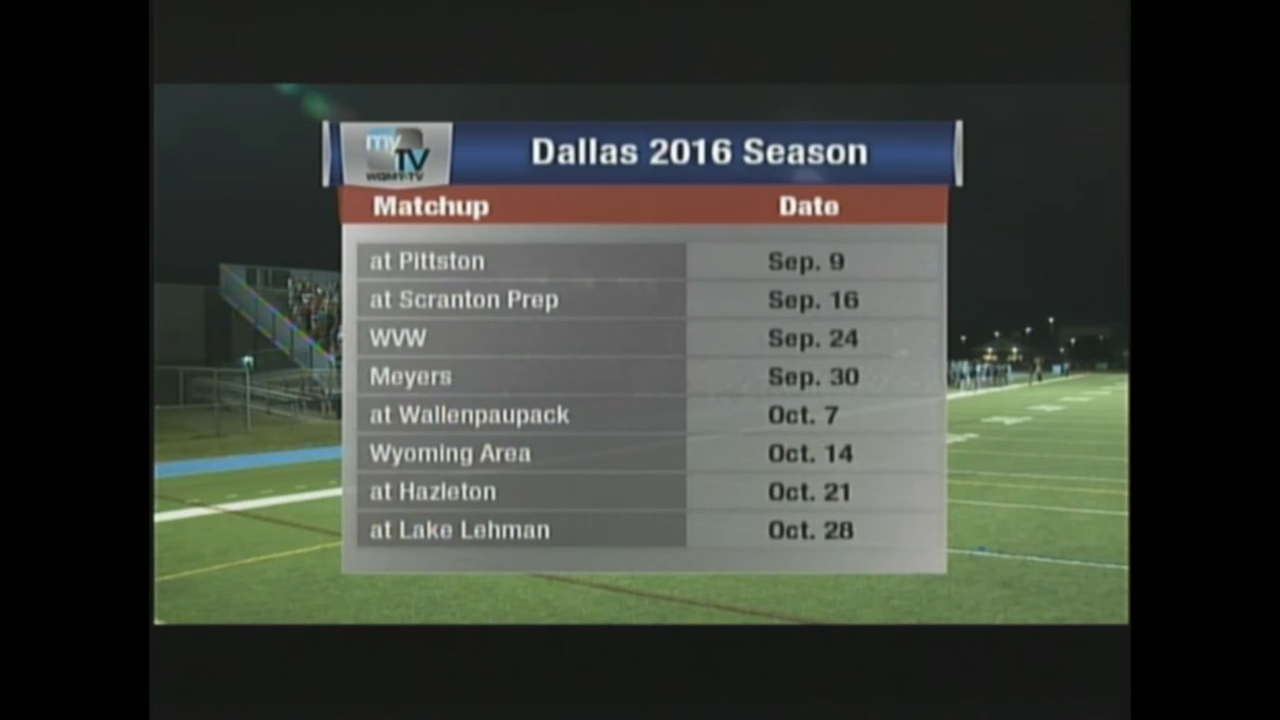 my
TV
WQMY-TV
Dallas 2016 Season
Matchup Date
at Pittston Sep. 9
at Scranton Prep Sep. 16
WVW Sep. 24
Meyers Sep. 30
at Wallenpaupack Oct. 7
Wyoming Area Oct. 14
at Hazleton Oct. 21
at Lake Lehman Oct. 28